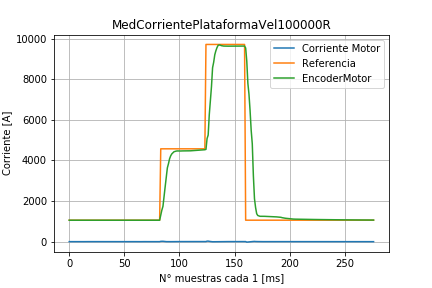 MedCorrientePlataformaVel100000R
Corriente Motor
Referencia
EncoderMotor
Corriente [A]
10000
8000
6000
4000
2000
0
0 50 100 150 200 250
N° muestras cada 1 [ms]